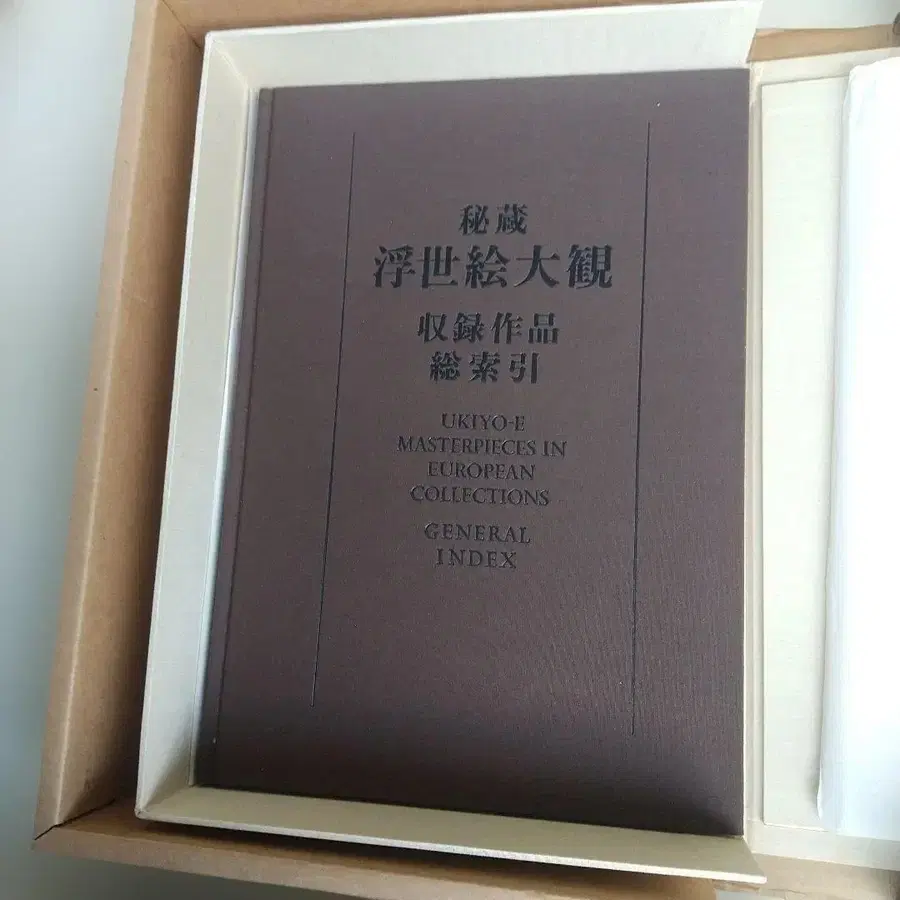 秘蔵
浮世絵大観
収録作品
総索引
UKIYO-E
MASTERPIECES IN
EUROPEAN
COLLECTIONS
GENERAL
INDEX